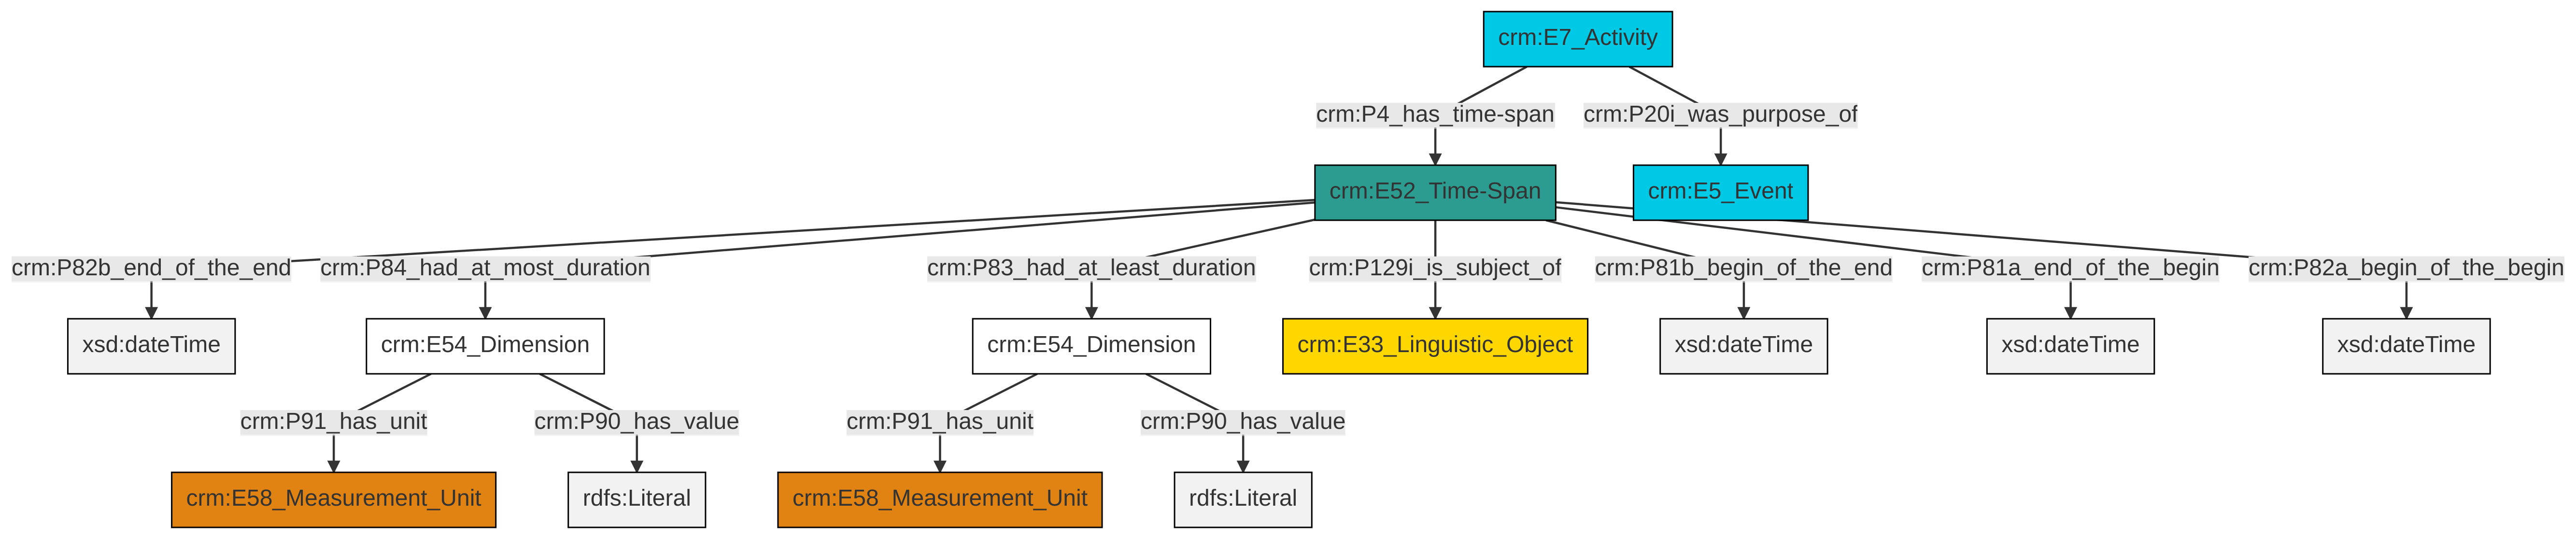 crm:E7_Activity
crm:P4_has_time-span
crm:P20i_was_purpose_of
crm:E52_Time-Span
crm:E5_Event
crm:P82b_end_of_the_end
crm:P84_had_at_most_duration
crm:P83_had_at_least_duration
crm:P129i_is_subject_of
crm:P81b_begin_of_the_end
crm:P81a_end_of_the_begin
crm:P82a_begin_of_the_begin
xsd:dateTime
crm:E54_Dimension
crm:E54_Dimension
crm:E33_Linguistic_Object
xsd:dateTime
xsd:dateTime
xsd:dateTime
crm:P91_has_unit
crm:P90_has_value
crm:P91_has_unit
crm:P90_has_value
crm:E58_Measurement_Unit
rdfs:Literal
crm:E58_Measurement_Unit
rdfs:Literal